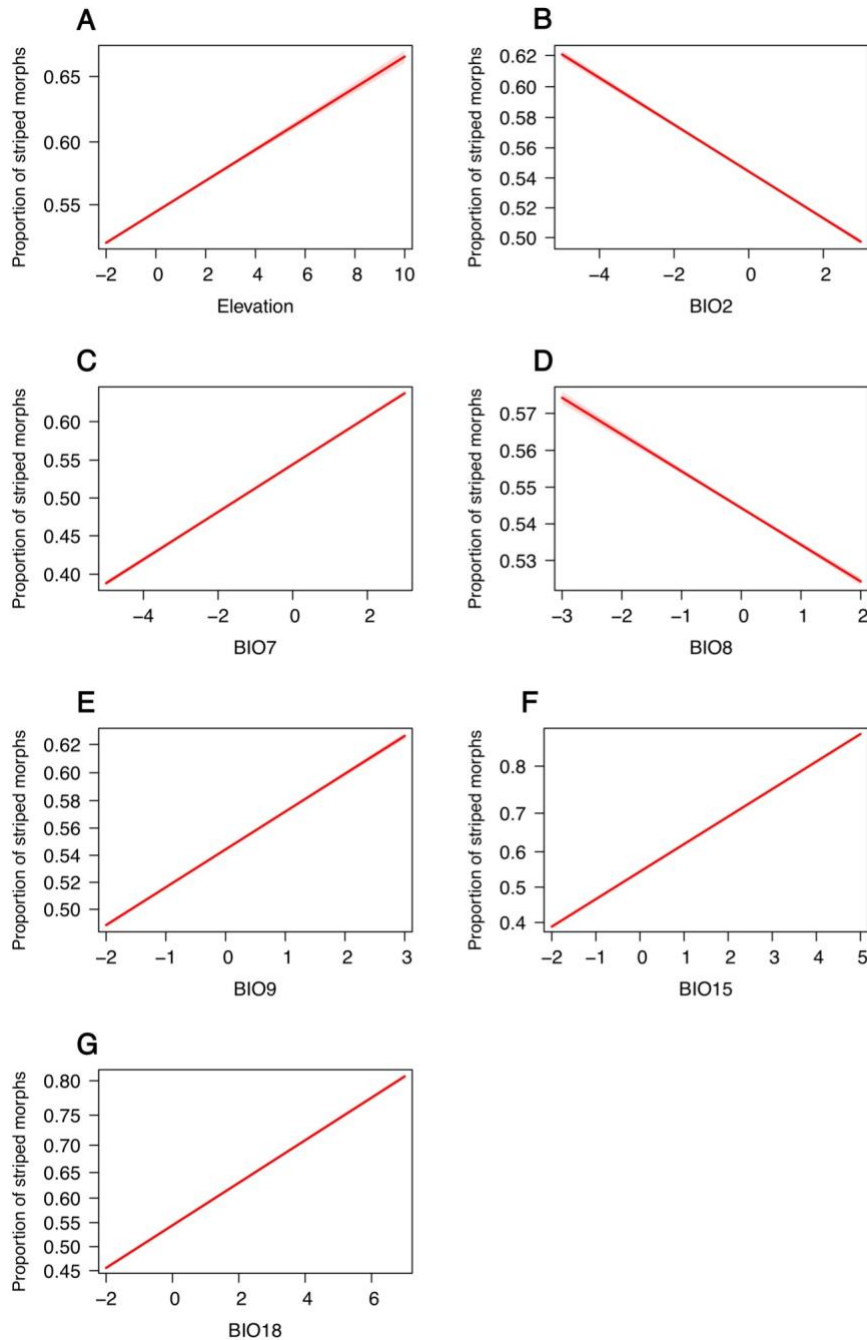 A
Proportion of striped morphs
0.65
0.60
0.55
−2 0 2 4 6 8 10
Elevation
B
Proportion of striped morphs
0.62
0.60
0.58
0.56
0.54
0.52
0.50
−4 −2 0 2
BIO2
C
Proportion of striped morphs
0.60
0.55
0.50
0.45
0.40
−4 −2 0 2
BIO7
D
Proportion of striped morphs
0.57
0.56
0.55
0.54
0.53
−3 −2 −1 0 1 2
BIO8
E
Proportion of striped morphs
0.62
0.60
0.58
0.56
0.54
0.52
0.50
−2 −1 0 1 2 3
BIO9
F
Proportion of striped morphs
0.8
0.7
0.6
0.5
0.4
−2 −1 0 1 2 3 4 5
BIO15
G
Proportion of striped morphs
0.80
0.75
0.70
0.65
0.60
0.55
0.50
0.45
−2 0 2 4 6
BIO18